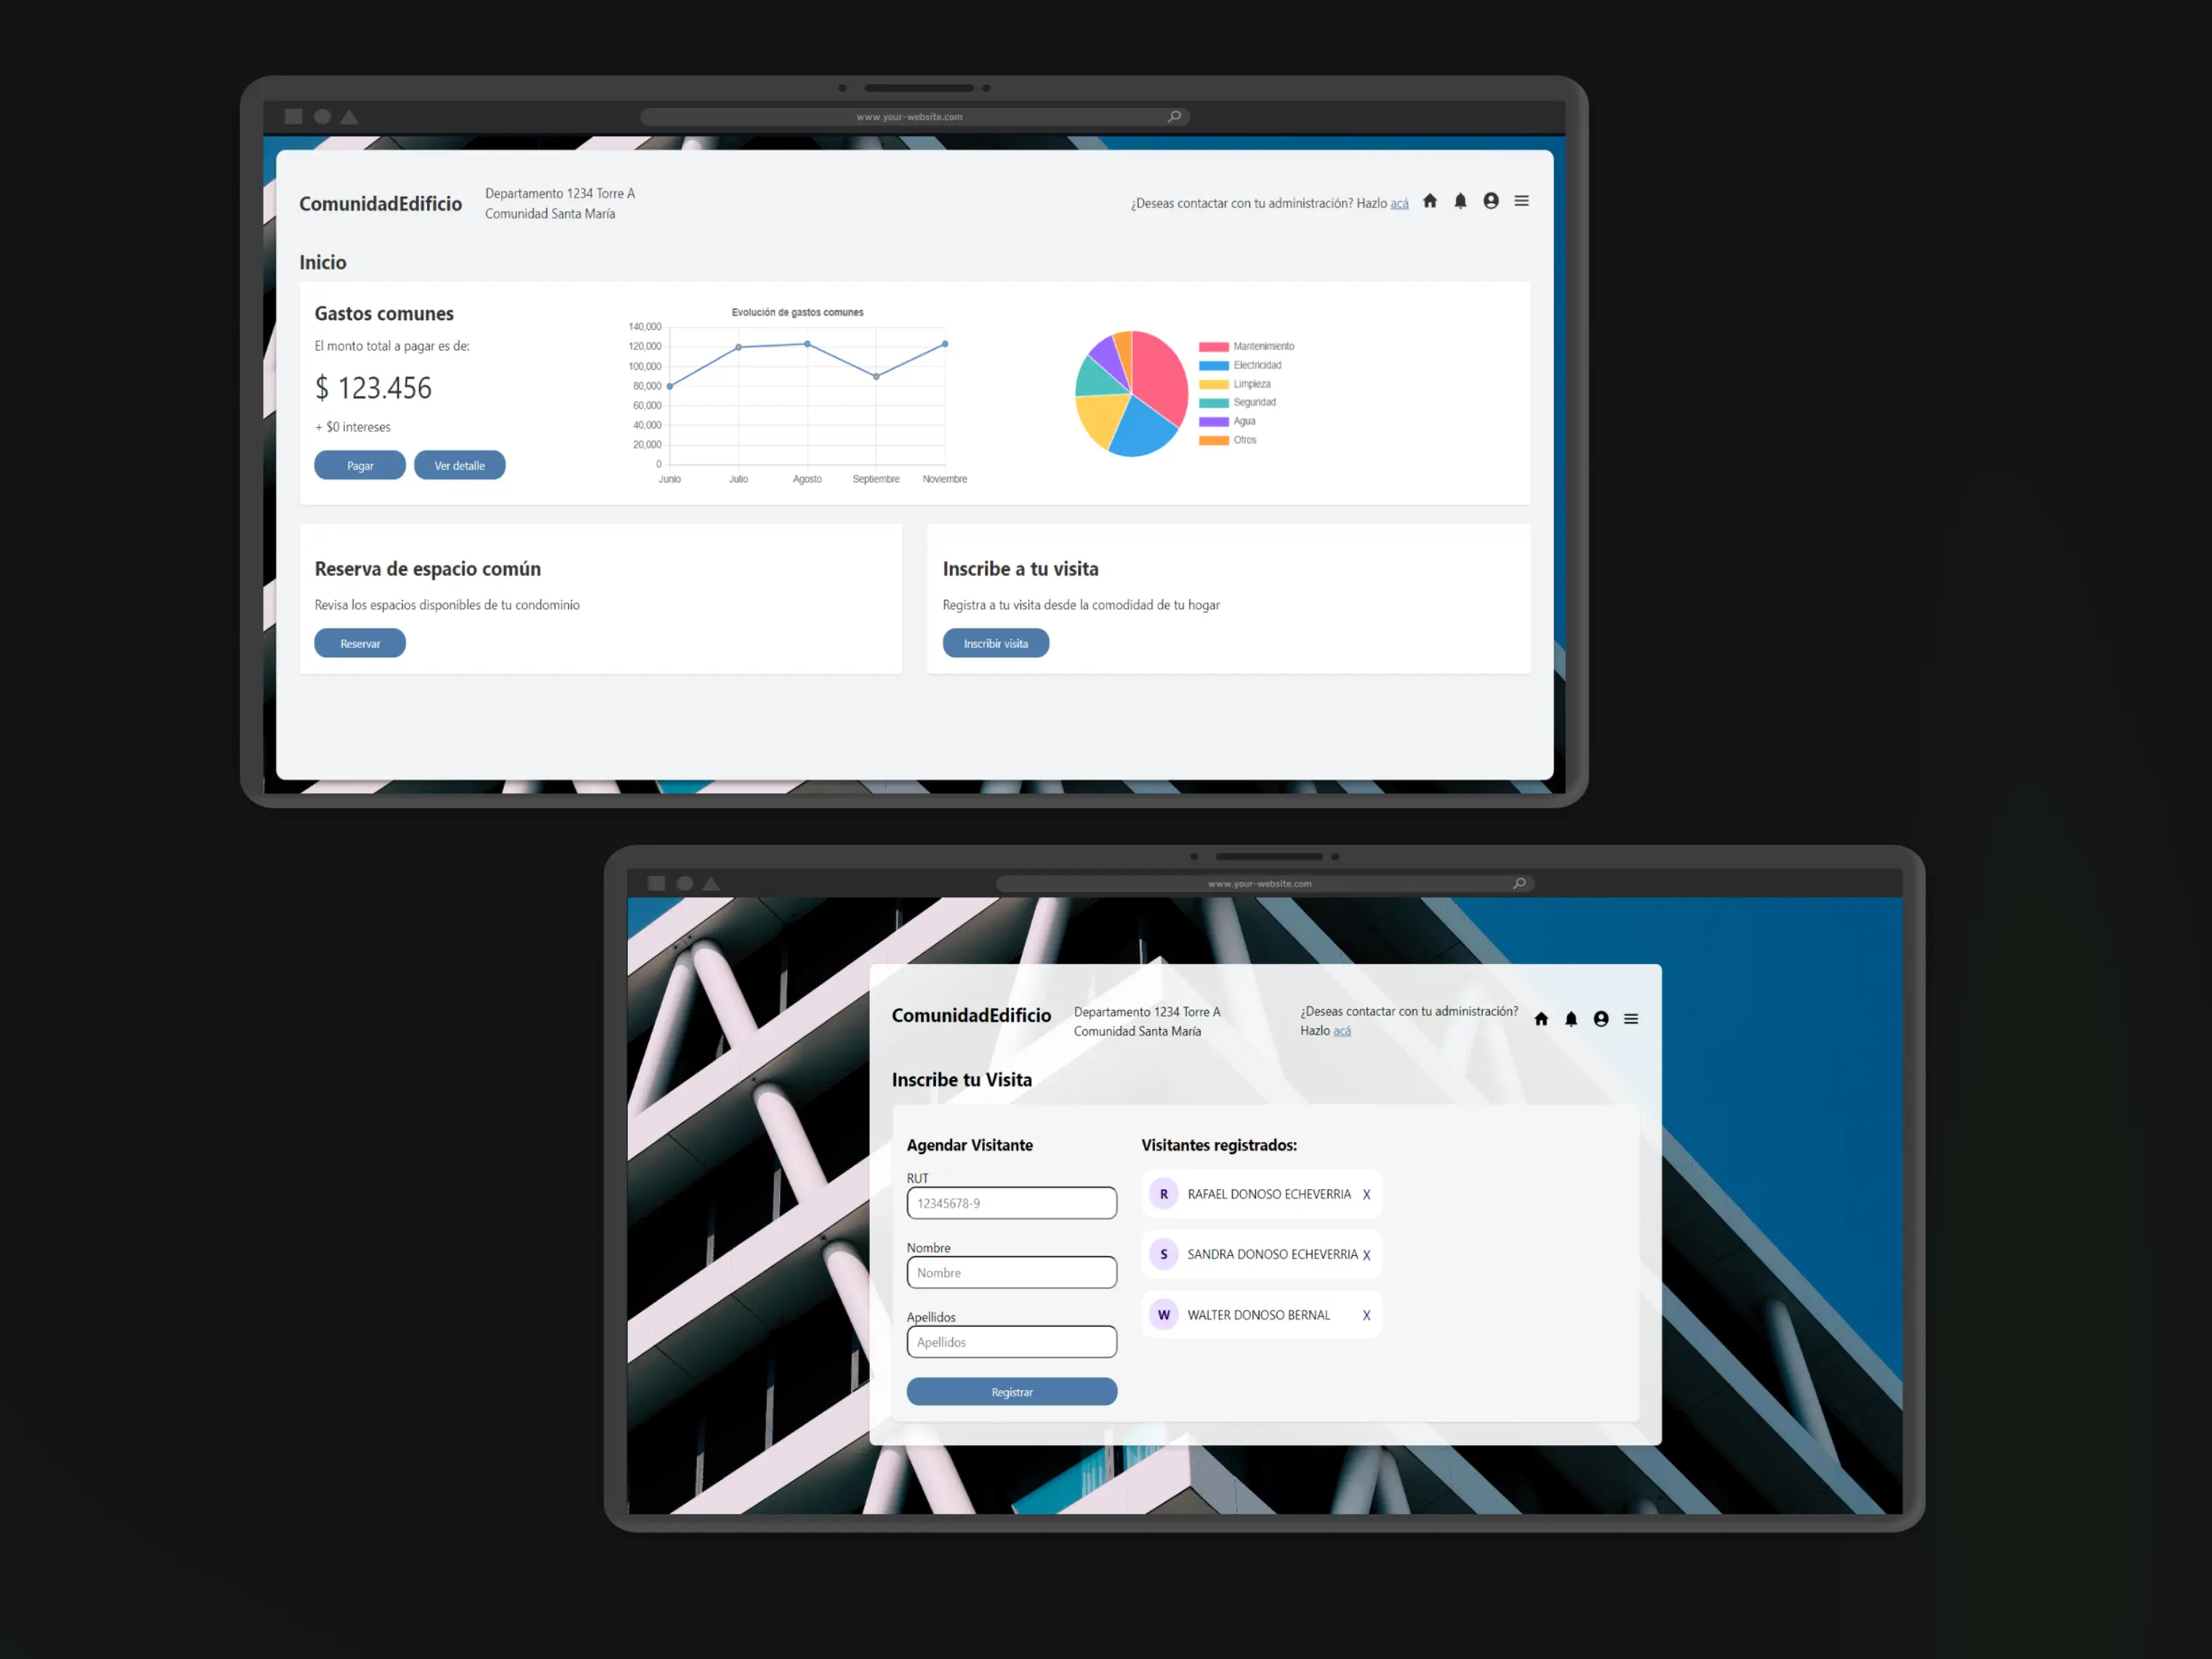 www.your-website.com
ComunidadEdificio
Departamento 1234 Torre A
Comunidad Santa María
¿Deseas contactar con tu administración? Hazlo acá
Inicio
Gastos comunes
El monto total a pagar es de:
$ 123.456
+ $0 intereses
Pagar
Ver detalle
Evolución de gastos comunes
140,000
120,000
100,000
80,000
60,000
40,000
20,000
0
Junio
Julio
Agosto
Septiembre
Noviembre
Mantenimiento
Electricidad
Limpieza
Seguridad
Agua
Otros
Reserva de espacio común
Revisa los espacios disponibles de tu condominio
Reservar
Inscribe a tu visita
Registra a tu visita desde la comodidad de tu hogar
Inscribir visita
www.your-website.com
ComunidadEdificio
Departamento 1234 Torre A
Comunidad Santa María
¿Deseas contactar con tu administración?
Hazlo acá
Inscribe tu Visita
Agendar Visitante
RUT
12345678-9
Nombre
Nombre
Apellidos
Apellidos
Registrar
Visitantes registrados:
R RAFAEL DONOSO ECHEVERRIA X
S SANDRA DONOSO ECHEVERRIA X
W WALTER DONOSO BERNAL X